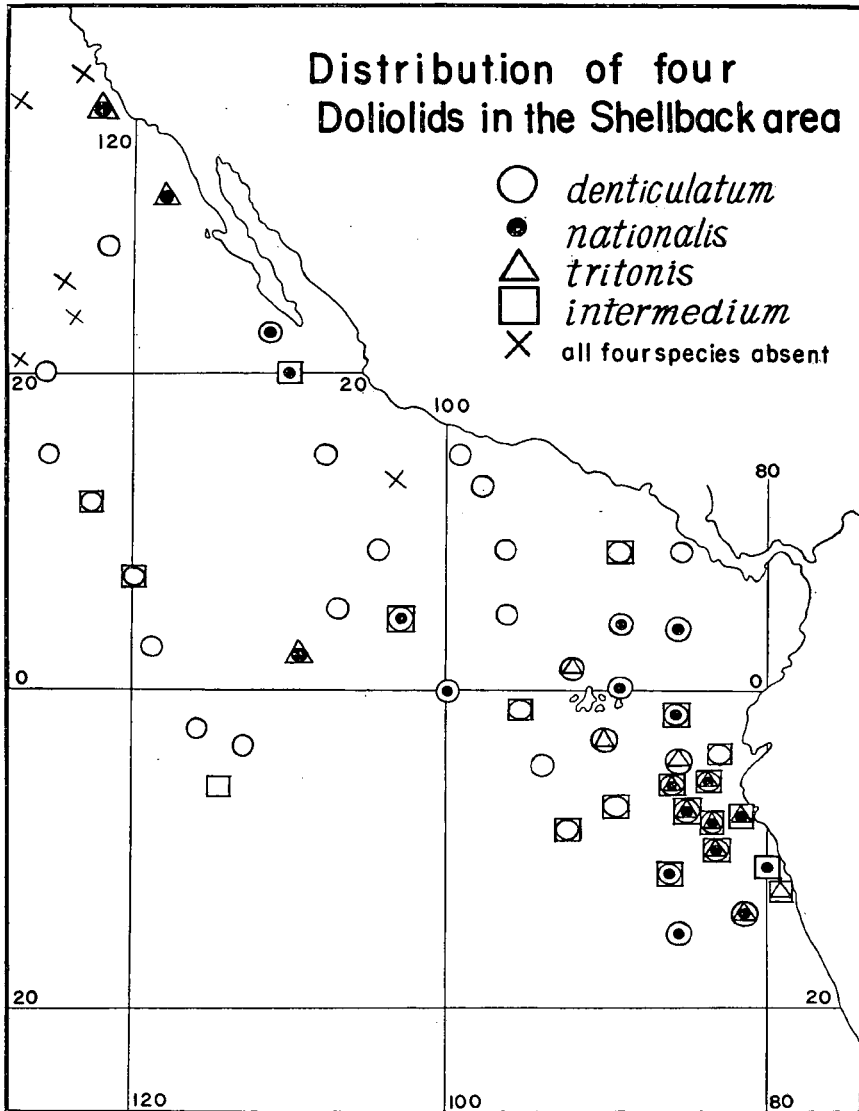 Distribution of four
Doliolids in the Shellback area
denticulatum
nationalis
tritonis
intermedium
all four species absent
120
20
20
100
80
0
0
20
20
120
100
80